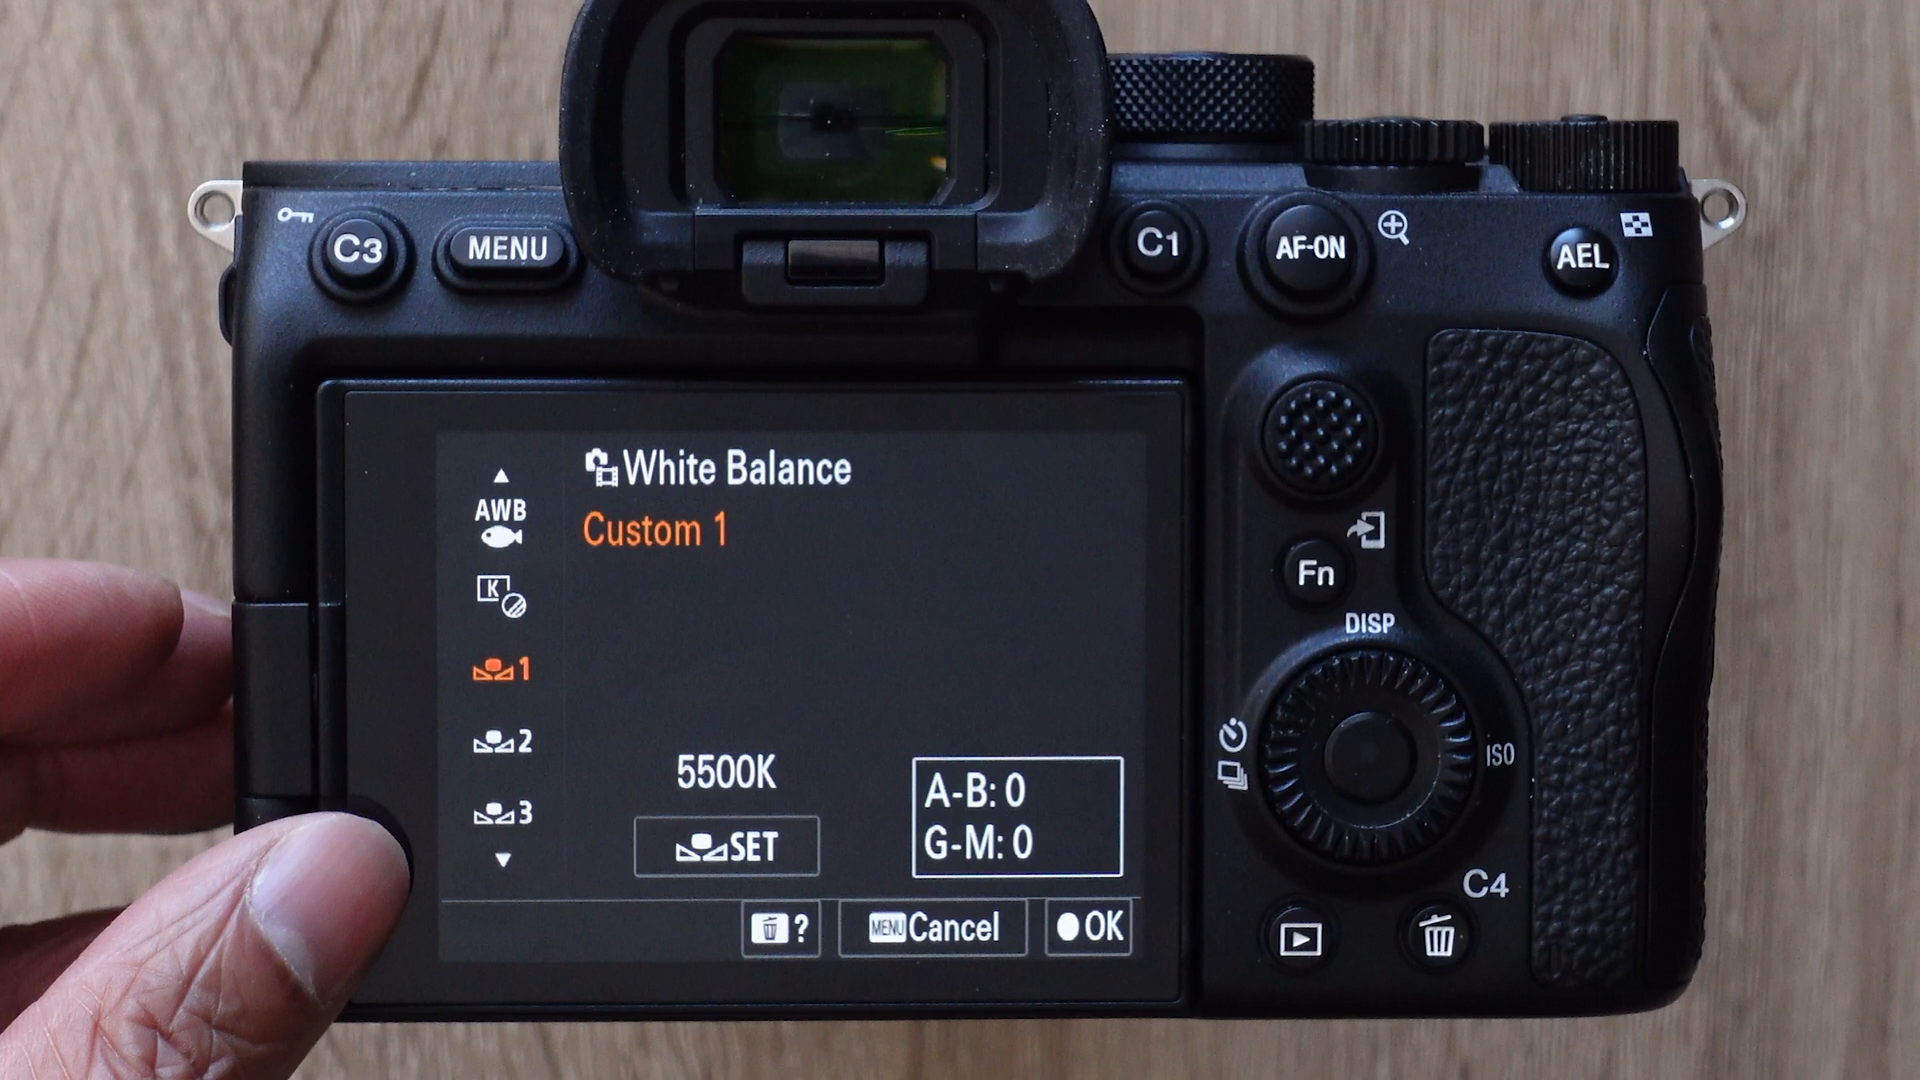 C3
MENU
C1
AF-ON
AEL
White Balance
AWB
Custom 1
K
1
2
3
5500K
SET
A-B: 0
G-M: 0
?
MENU Cancel
OK
Fn
DISP
ISO
C4